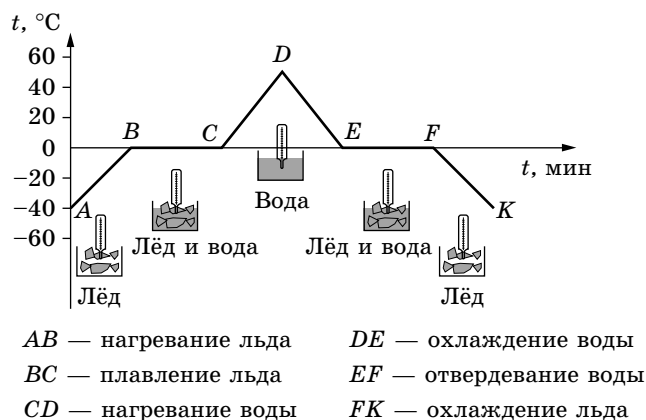 t, °C
60
D
40
20
B
C
E
F
0
t, мин
−20
−40
A
Вода
K
−60
Лёд и вода
Лёд и вода
Лёд
Лёд
AB — нагревание льда
DE — охлаждение воды
BC — плавление льда
EF — отвердевание воды
CD — нагревание воды
FK — охлаждение льда